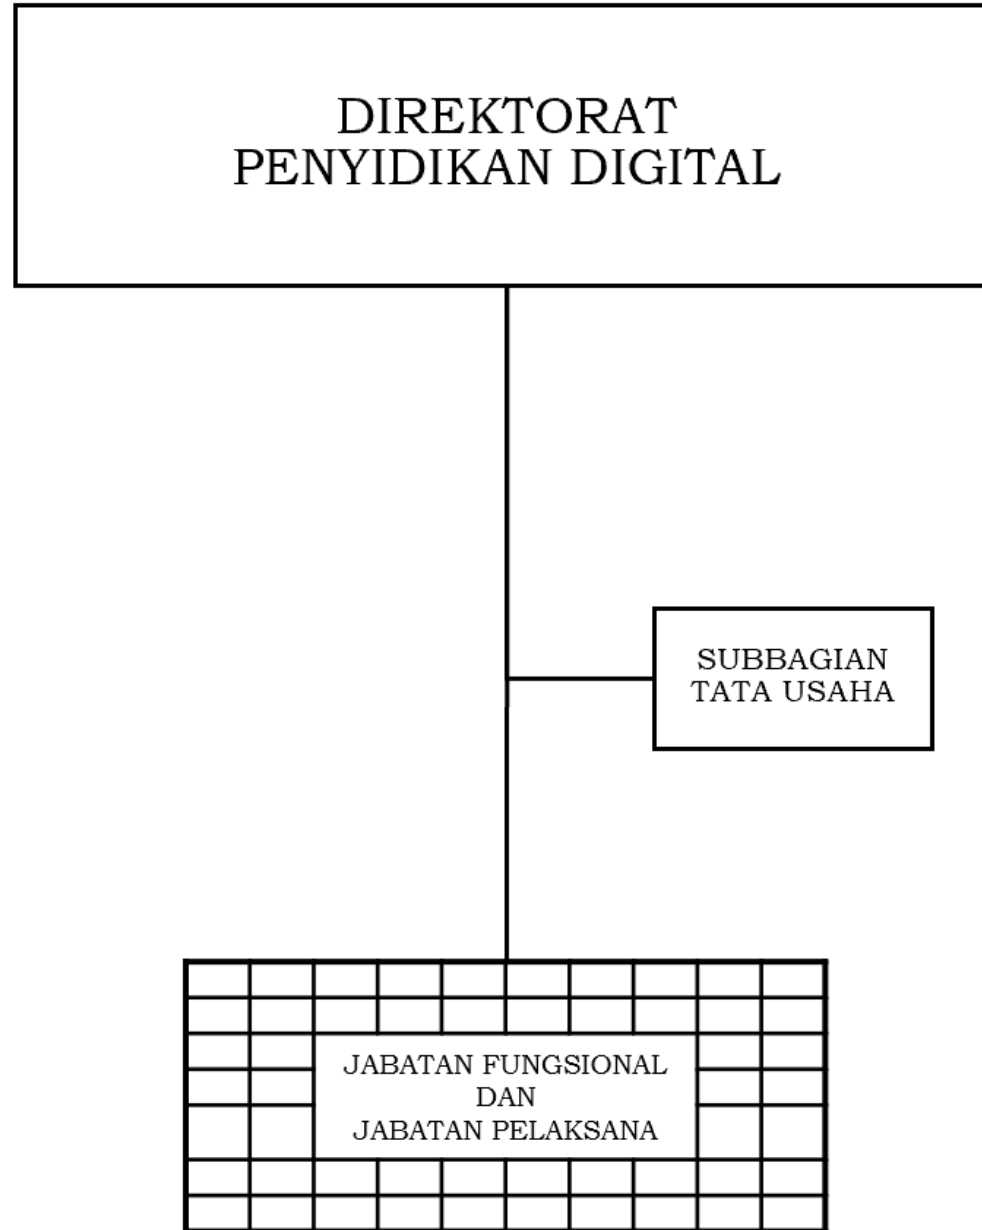 DIREKTORAT
PENYIDIKAN DIGITAL
SUBBAGIAN
TATA USAHA
JABATAN FUNGSIONAL
DAN
JABATAN PELAKSANA